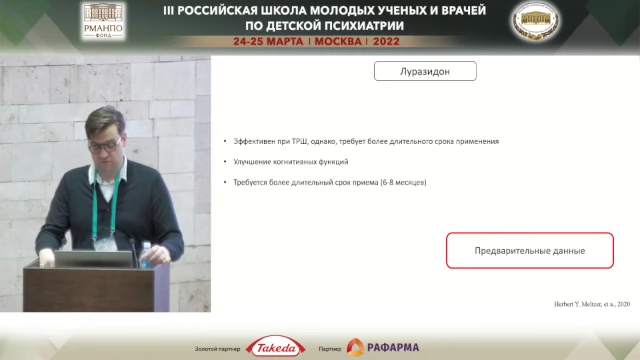 III РОССИЙСКАЯ ШКОЛА МОЛОДЫХ УЧЕНЫХ И ВРАЧЕЙ
ПО ДЕТСКОЙ ПСИХИАТРИИ
24-25 МАРТА | МОСКВА | 2022
РМАНПО
ФОНД
Луразидон
• Эффективен при ТРШ, однако, требует более длительного срока применения
• Улучшение когнитивных функций
• Требуется более длительный срок приема (6-8 месяцев)
Предварительные данные
Herbert Y. Meltzer, et a., 2020
Золотой партнер
Takeda
Партнер
РАФАРМА